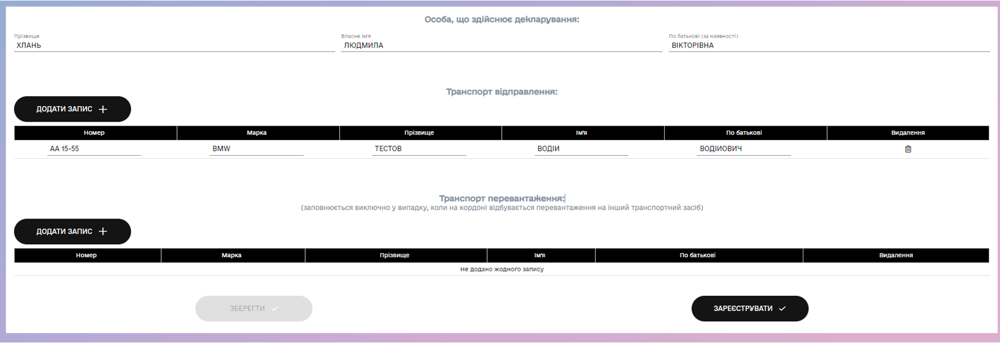 Особа, що здійснює декларування:
Прізвище Власне ім'я По батькові (за наявності)
ХЛАНЬ ЛЮДМИЛА ВІКТОРІВНА
Транспорт відправлення:
ДОДАТИ ЗАПИС
Номер Марка Прізвище Ім'я По батькові Видалення
АА 15-55 BMW ТЕСТОВ ВОДІЙ ВОДІЙОВИЧ
Транспорт перевантаження:
(заповнюється виключно у випадку, коли на кордоні відбувається перевантаження на інший транспортний засіб)
ДОДАТИ ЗАПИС
Номер Марка Прізвище Ім'я По батькові Видалення
Не додано жодного запису
ЗБЕРЕГТИ ЗАРЕЄСТРУВАТИ